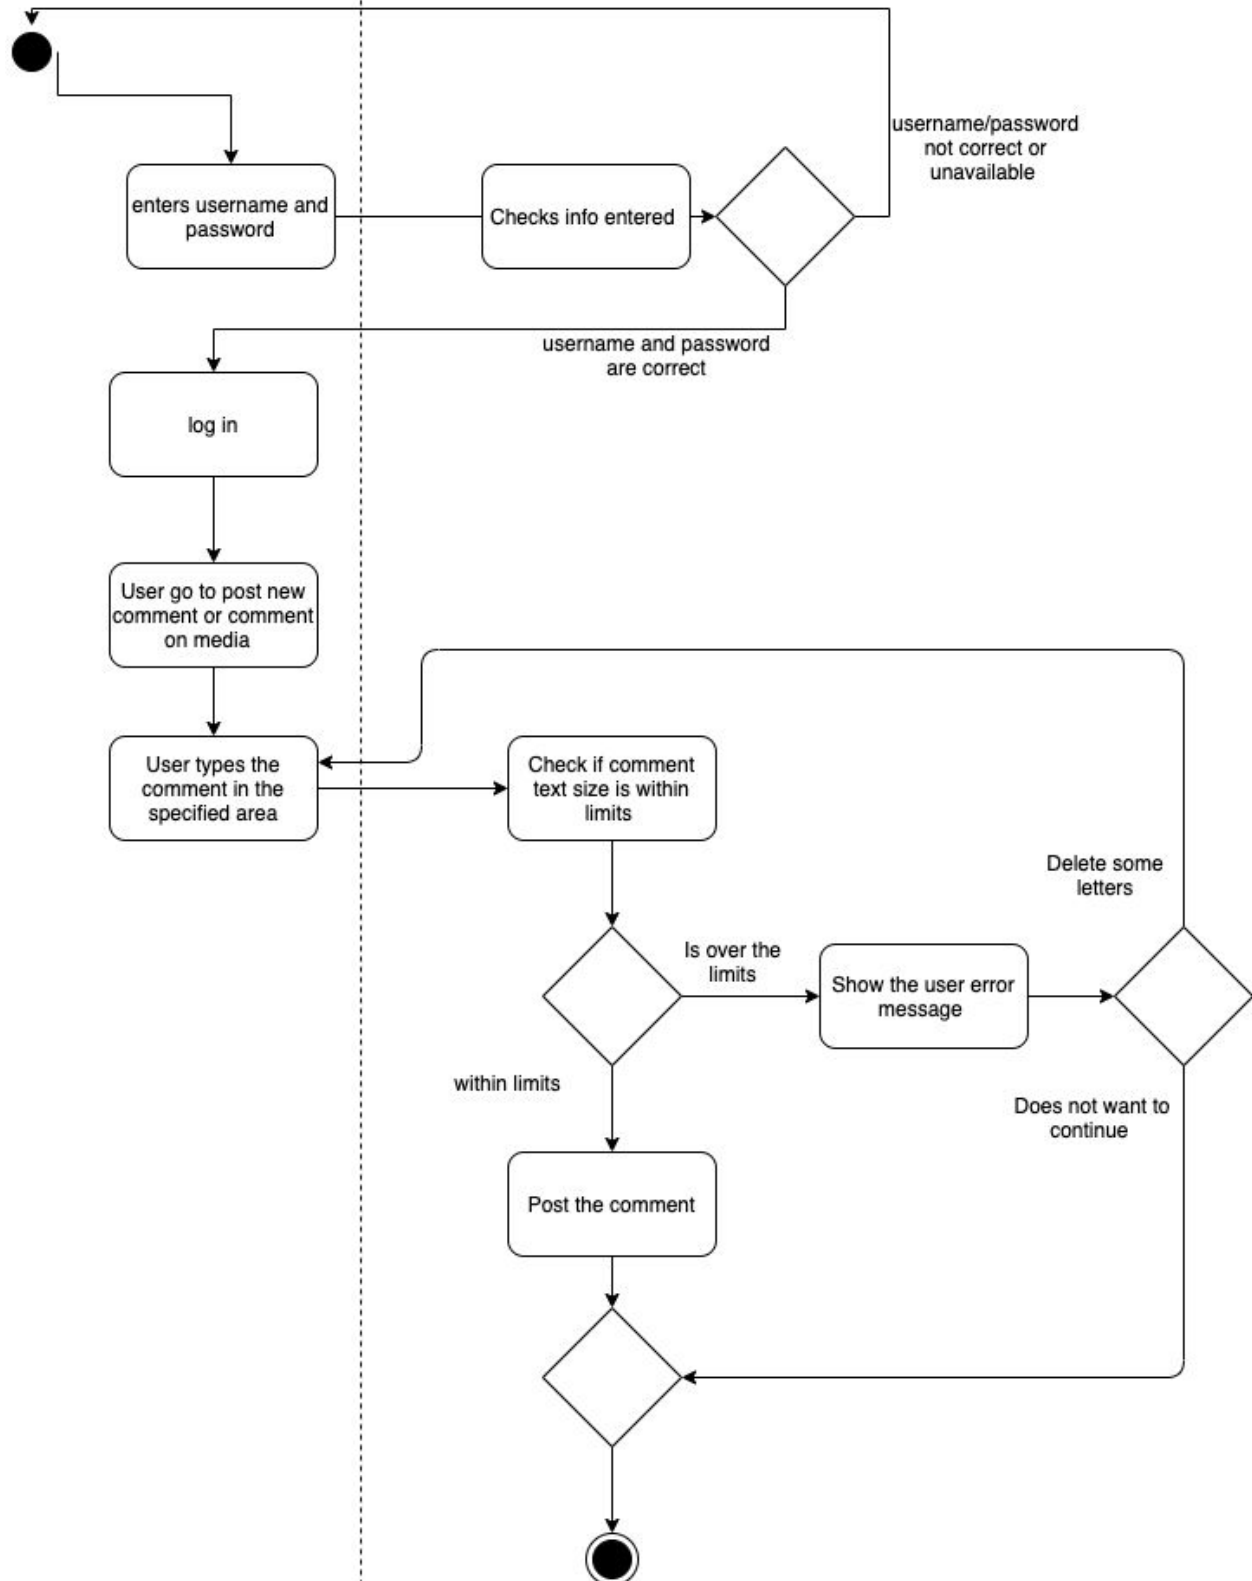 username/password
not correct or
unavailable
enters username and
password
Checks info entered
username and password
are correct
log in
User go to post new
comment or comment
on media
User types the
comment in the
specified area
Check if comment
text size is within
limits
Delete some
letters
Is over the
limits
Show the user error
message
within limits
Does not want to
continue
Post the comment